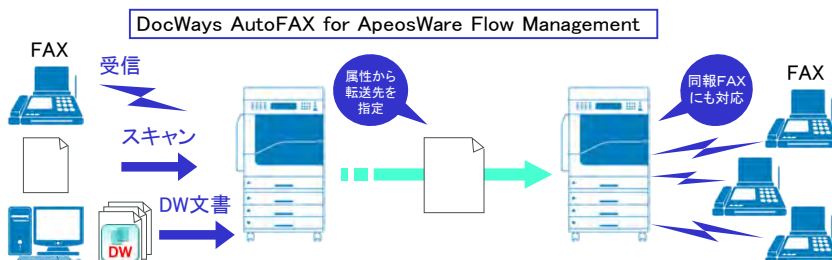 DocWays AutoFAX for ApeosWare Flow Management
FAX
受信
スキャン
DW文書
DW
属性から
転送先を
指定
同報FAX
にも対応
FAX